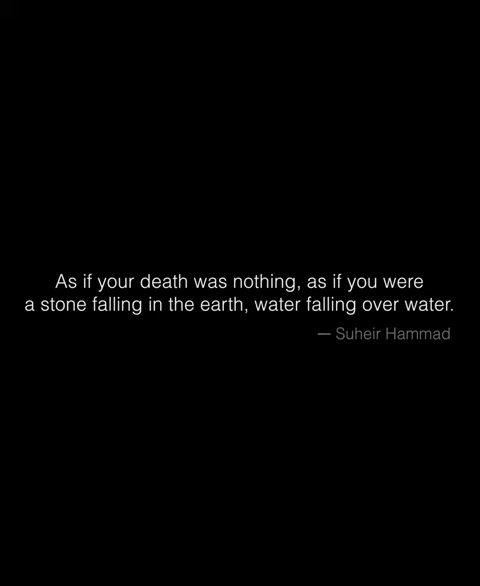 As if your death was nothing, as if you were
a stone falling in the earth, water falling over water.
— Suheir Hammad